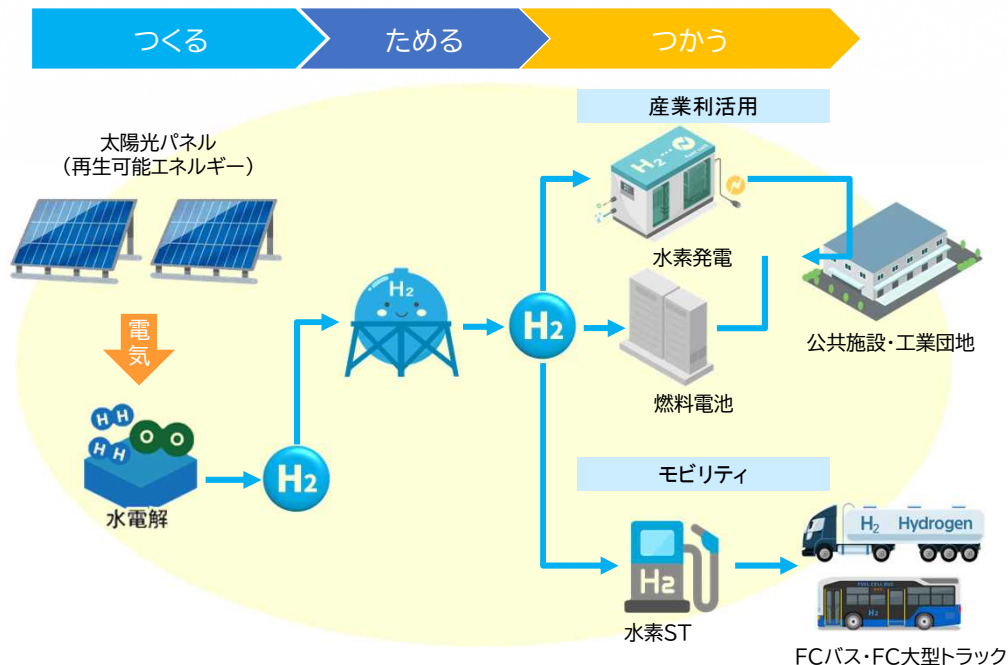 つくる
ためる
つかう
太陽光パネル
（再生可能エネルギー）
電気
H H
H H
O O
水電解
H2
H2
H2
産業利活用
H2
水素発電
燃料電池
公共施設・工業団地
モビリティ
H2
水素ST
H2 Hydrogen
FUEL CELL BUS
H2
FCバス・FC大型トラック